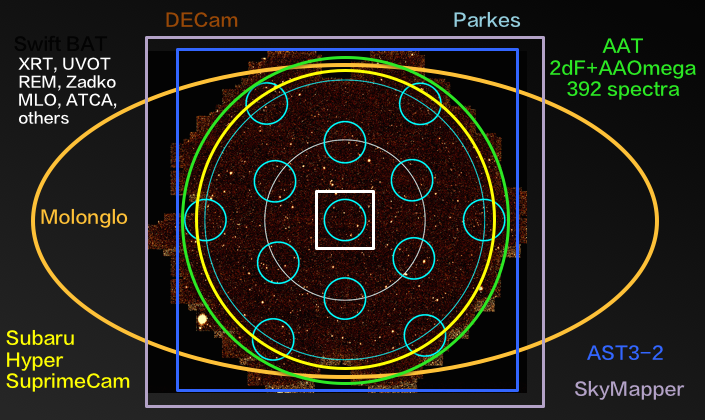 DECam
Parkes
Swift BAT
XRT, UVOT
REM, Zadko
MLO, ATCA,
others
AAT
2dF+AAOmega
392 spectra
Molonglo
Subaru
Hyper
SuprimeCam
AST3-2
SkyMapper